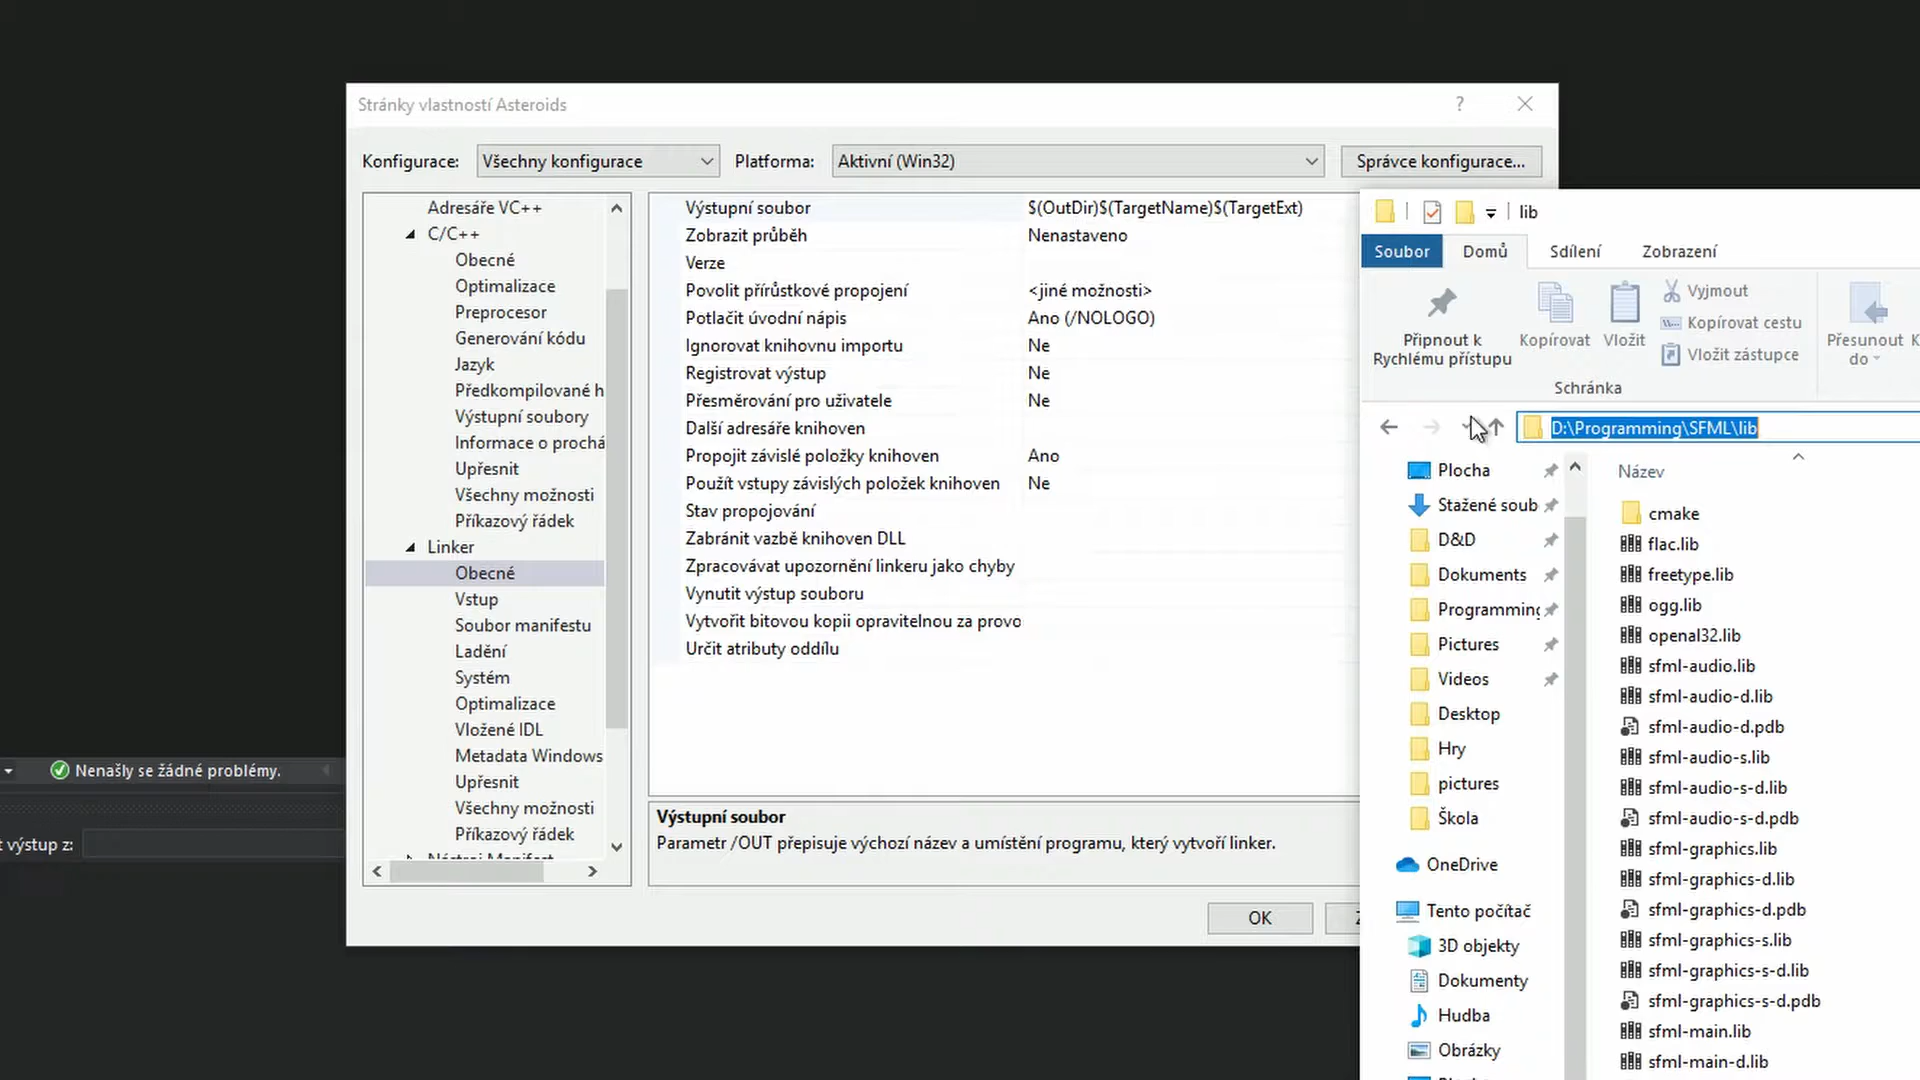 Stránky vlastností Asteroids
?
Konfigurace:
Všechny konfigurace
Platforma:
Aktivní (Win32)
Správce konfigurace...
Adresáře VC++
C/C++
Obecné
Optimalizace
Preprocesor
Generování kódu
Jazyk
Předkompilované h
Výstupní soubory
Informace o prochá
Upřesnit
Všechny možnosti
Příkazový řádek
Linker
Obecné
Vstup
Soubor manifestu
Ladění
Systém
Optimalizace
Vložené IDL
Metadata Windows
Upřesnit
Všechny možnosti
Příkazový řádek
Nástroj Manifest
Výstupní soubor $(OutDir)$(TargetName)$(TargetExt)
Zobrazit průběh Nenastaveno
Verze
Povolit přírůstkové propojení <jiné možnosti>
Potlačit úvodní nápis Ano (/NOLOGO)
Ignorovat knihovnu importu Ne
Registrovat výstup Ne
Přesměrování pro uživatele Ne
Další adresáře knihoven
Propojit závislé položky knihoven Ano
Použít vstupy závislých položek knihoven Ne
Stav propojování
Zabránit vazbě knihoven DLL
Zpracovávat upozornění linkeru jako chyby
Vynutit výstup souboru
Vytvořit bitovou kopii opravitelnou za provo
Určit atributy oddílu
Výstupní soubor
Parametr /OUT přepisuje výchozí název a umístění programu, který vytvoří linker.
OK
Z
Nenašly se žádné problémy.
t výstup z:
lib
Soubor
Domů
Sdílení
Zobrazení
Připnout k
Rychlému přístupu
Kopírovat
Vložit
Vyjmout
Kopírovat cestu
Vložit zástupce
Přesunout
do
K
Schránka
D:\Programming\SFML\lib
Plocha
Stažené soub
D&D
Dokuments
Programming
Pictures
Videos
Desktop
Hry
pictures
Škola
OneDrive
Tento počítač
3D objekty
Dokumenty
Hudba
Obrázky
Název
cmake
flac.lib
freetype.lib
ogg.lib
openal32.lib
sfml-audio.lib
sfml-audio-d.lib
sfml-audio-d.pdb
sfml-audio-s.lib
sfml-audio-s-d.lib
sfml-audio-s-d.pdb
sfml-graphics.lib
sfml-graphics-d.lib
sfml-graphics-d.pdb
sfml-graphics-s.lib
sfml-graphics-s-d.lib
sfml-graphics-s-d.pdb
sfml-main.lib
sfml-main-d.lib